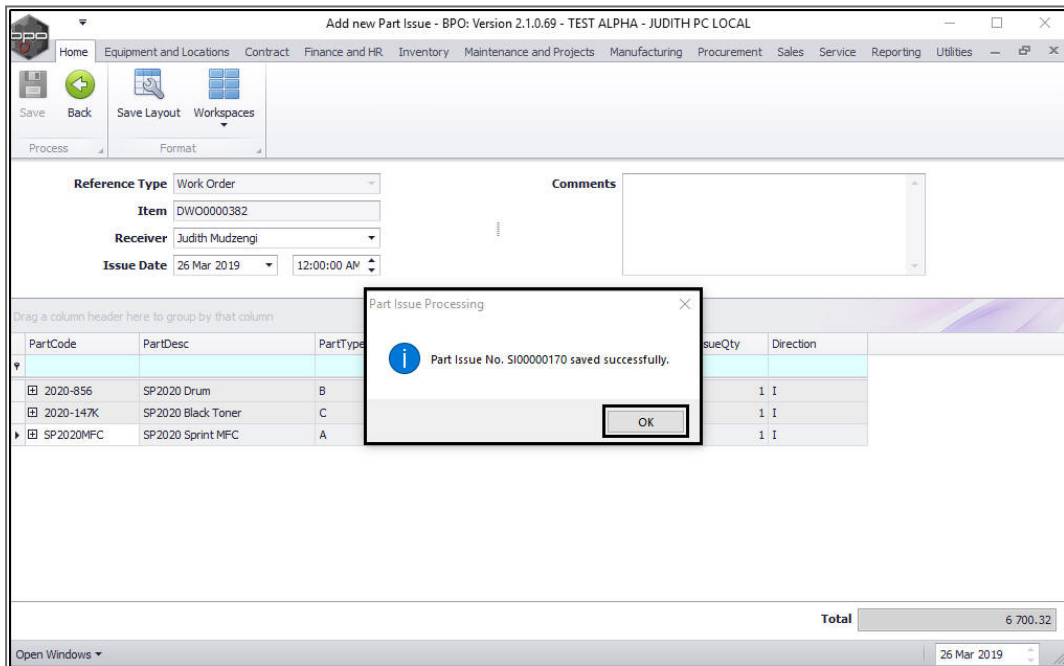 bpo
Add new Part Issue - BPO: Version 2.1.0.69 - TEST ALPHA - JUDITH PC LOCAL
Home Equipment and Locations Contract Finance and HR Inventory Maintenance and Projects Manufacturing Procurement Sales Service Reporting Utilities
Save Back Save Layout Workspaces
Process Format
Reference Type Work Order Comments
Item DWO0000382
Receiver Judith Mudzengi
Issue Date 26 Mar 2019 12:00:00 AM
Part Issue Processing
Drag a column header here to group by that column
PartCode PartDesc PartType sueQty Direction
Part Issue No. SI00000170 saved successfully.
2020-856 SP2020 Drum B 1 I
2020-147K SP2020 Black Toner C 1 I
OK
SP2020MFC SP2020 Sprint MFC A 1 I
Total 6 700.32
Open Windows 26 Mar 2019